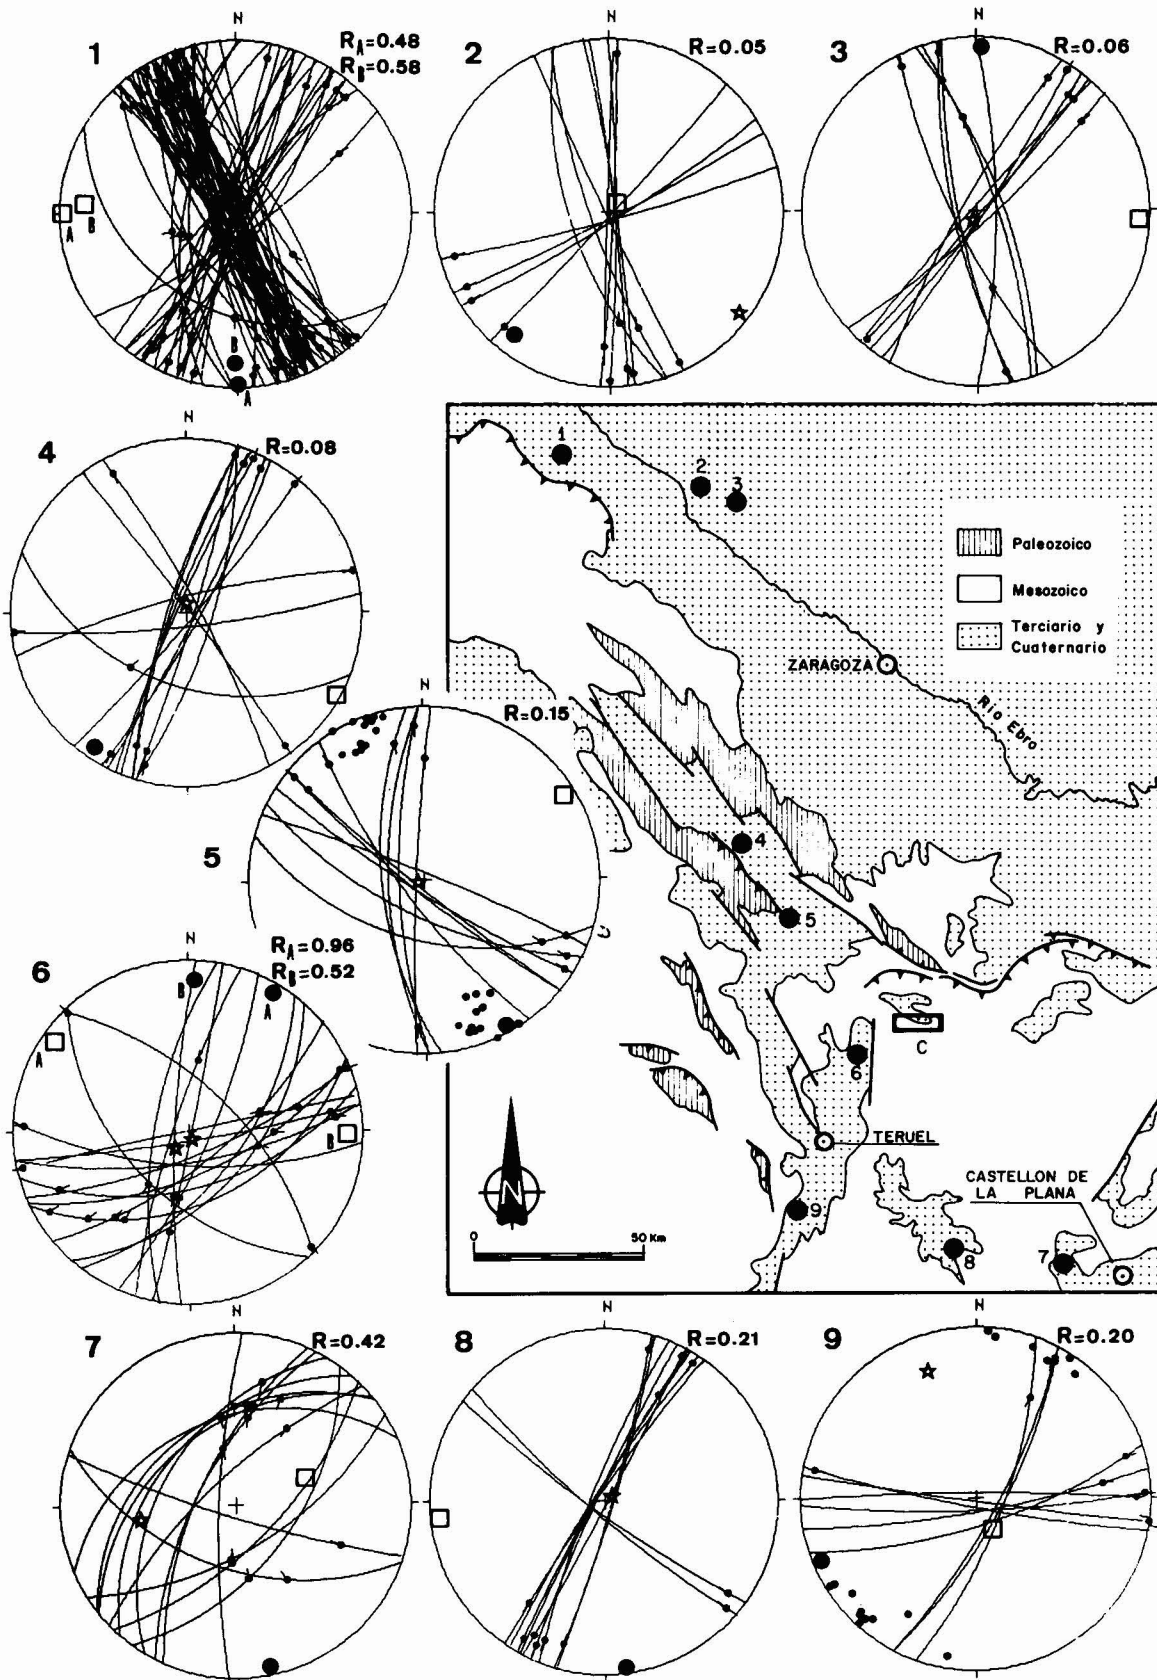 1
N
R_A=0.48
R_B=0.58
A
B
B
A
2
N
R=0.05
3
N
R=0.06
4
N
R=0.08
5
N
R=0.15
6
N
R_A=0.96
R_B=0.52
B
A
A
B
1
2
3
Paleozoico
Mesozoico
Terciario y
Cuaternario
ZARAGOZA
Rio Ebro
4
5
C
6
TERUEL
CASTELLON DE
LA PLANA
N
9
8
7
0
50 Km
7
N
R=0.42
8
N
R=0.21
9
N
R=0.20